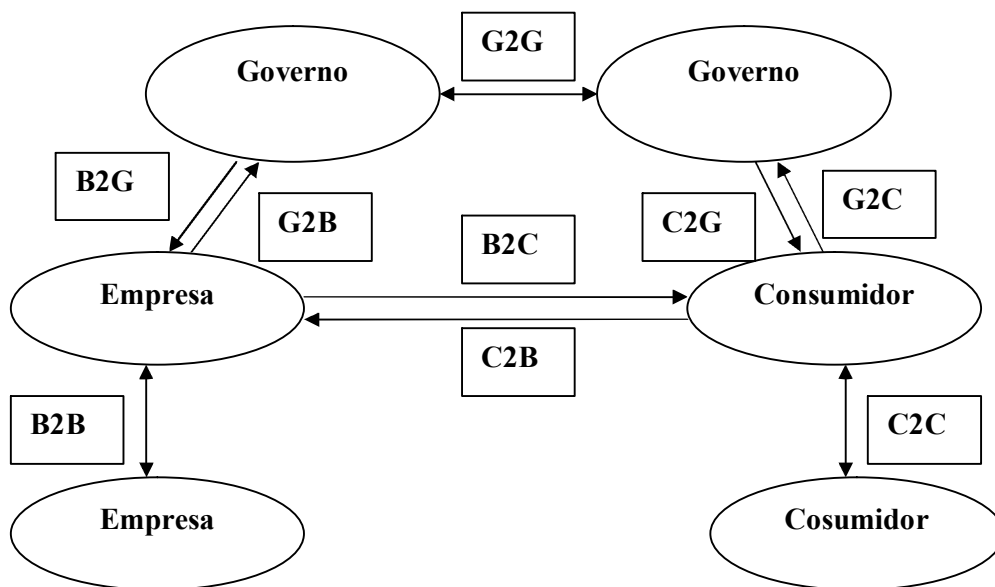 G2G
Governo
Governo
B2G
G2C
G2B
B2C
C2G
Empresa
Consumidor
C2B
B2B
C2C
Empresa
Cosumidor